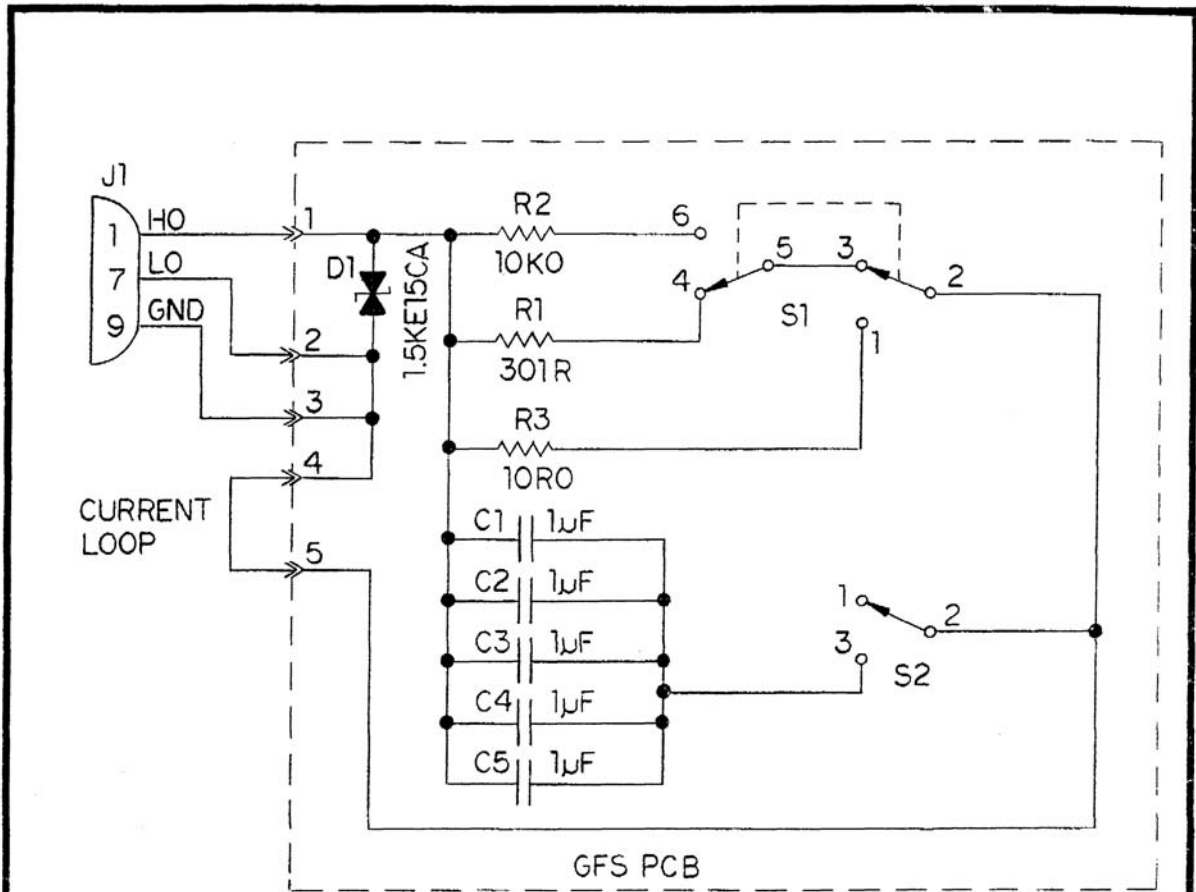 J1
1 HO
7 LO
9 GND
1
2
3
4
5
CURRENT
LOOP
D1
1.5KE15CA
R2
10K0
R1
301R
R3
10R0
6
4
5
3
2
S1
1
C1 1µF
C2 1µF
C3 1µF
C4 1µF
C5 1µF
1
2
3
S2
GFS PCB